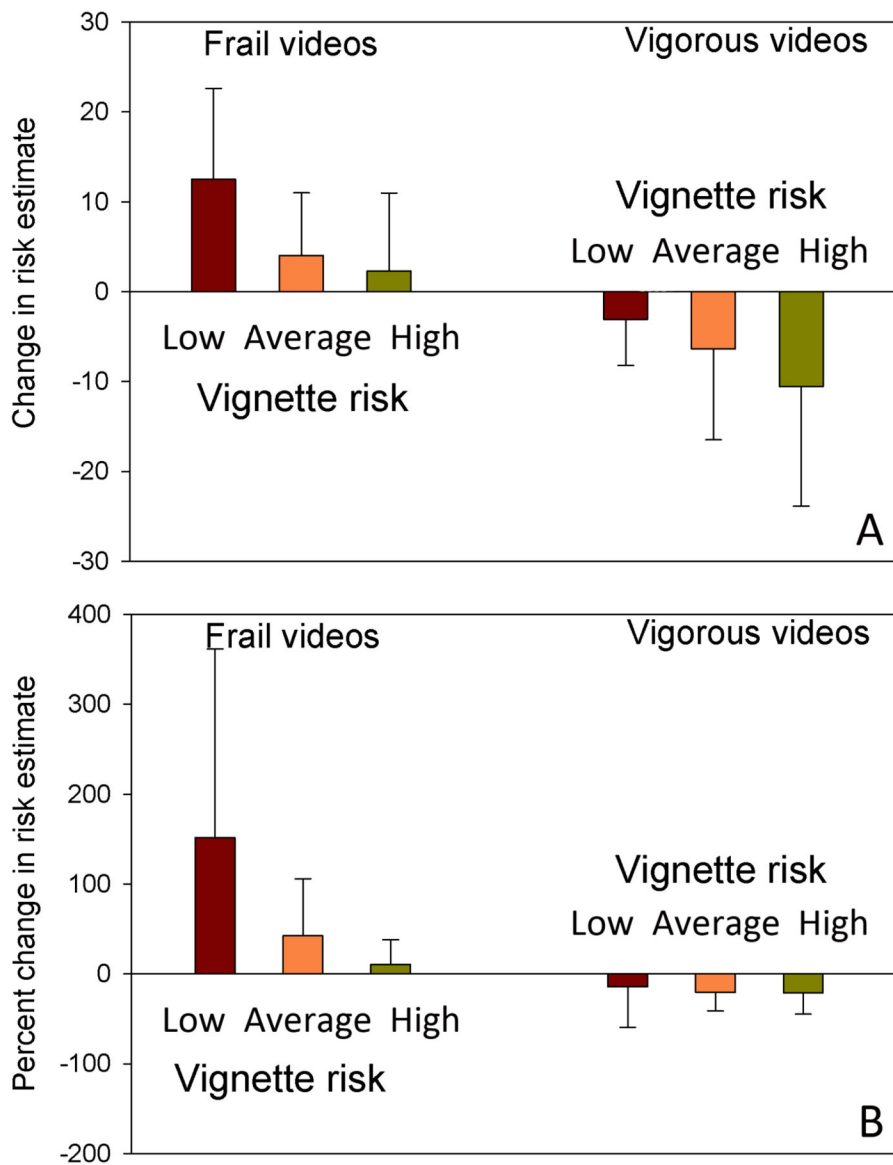 30
Frail videos Vigorous videos
20
10
Vignette risk
Low Average High
0
Low Average High
Vignette risk
-10
-20
-30
A
Change in risk estimate
400
Frail videos Vigorous videos
300
200
100
Vignette risk
Low Average High
0
Low Average High
Vignette risk
-100
-200
B
Percent change in risk estimate